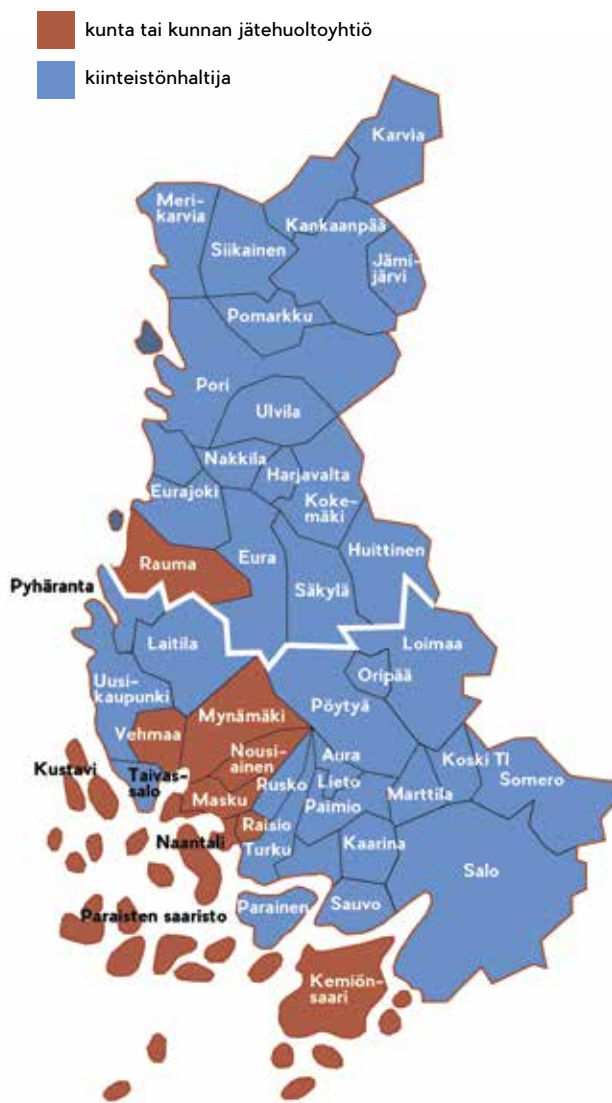 kunta tai kunnan jätehuoltoyhtiö
kiinteistönhaltija
Karvia
Meri-
karvia
Kankaanpää
Siikainen
Jämi-
järvi
Pomarkku
Pori
Ulvila
Nakkila
Harjavalta
Eurajoki
Koke-
mäki
Huittinen
Rauma
Eura
Säkylä
Pyhäranta
Laitila
Loimaa
Oripää
Uusi-
kaupunki
Mynämäki
Pöytyä
Vehmaa
Nousi-
ainen
Aura
Koski Tl
Kustavi
Taivas-
salo
Rusko
Lieto
Somero
Masku
Paimio
Marttila
Raisio
Naantali
Turku
Kaarina
Salo
Paraisten saaristo
Parainen
Sauvo
Kemiön-
saari